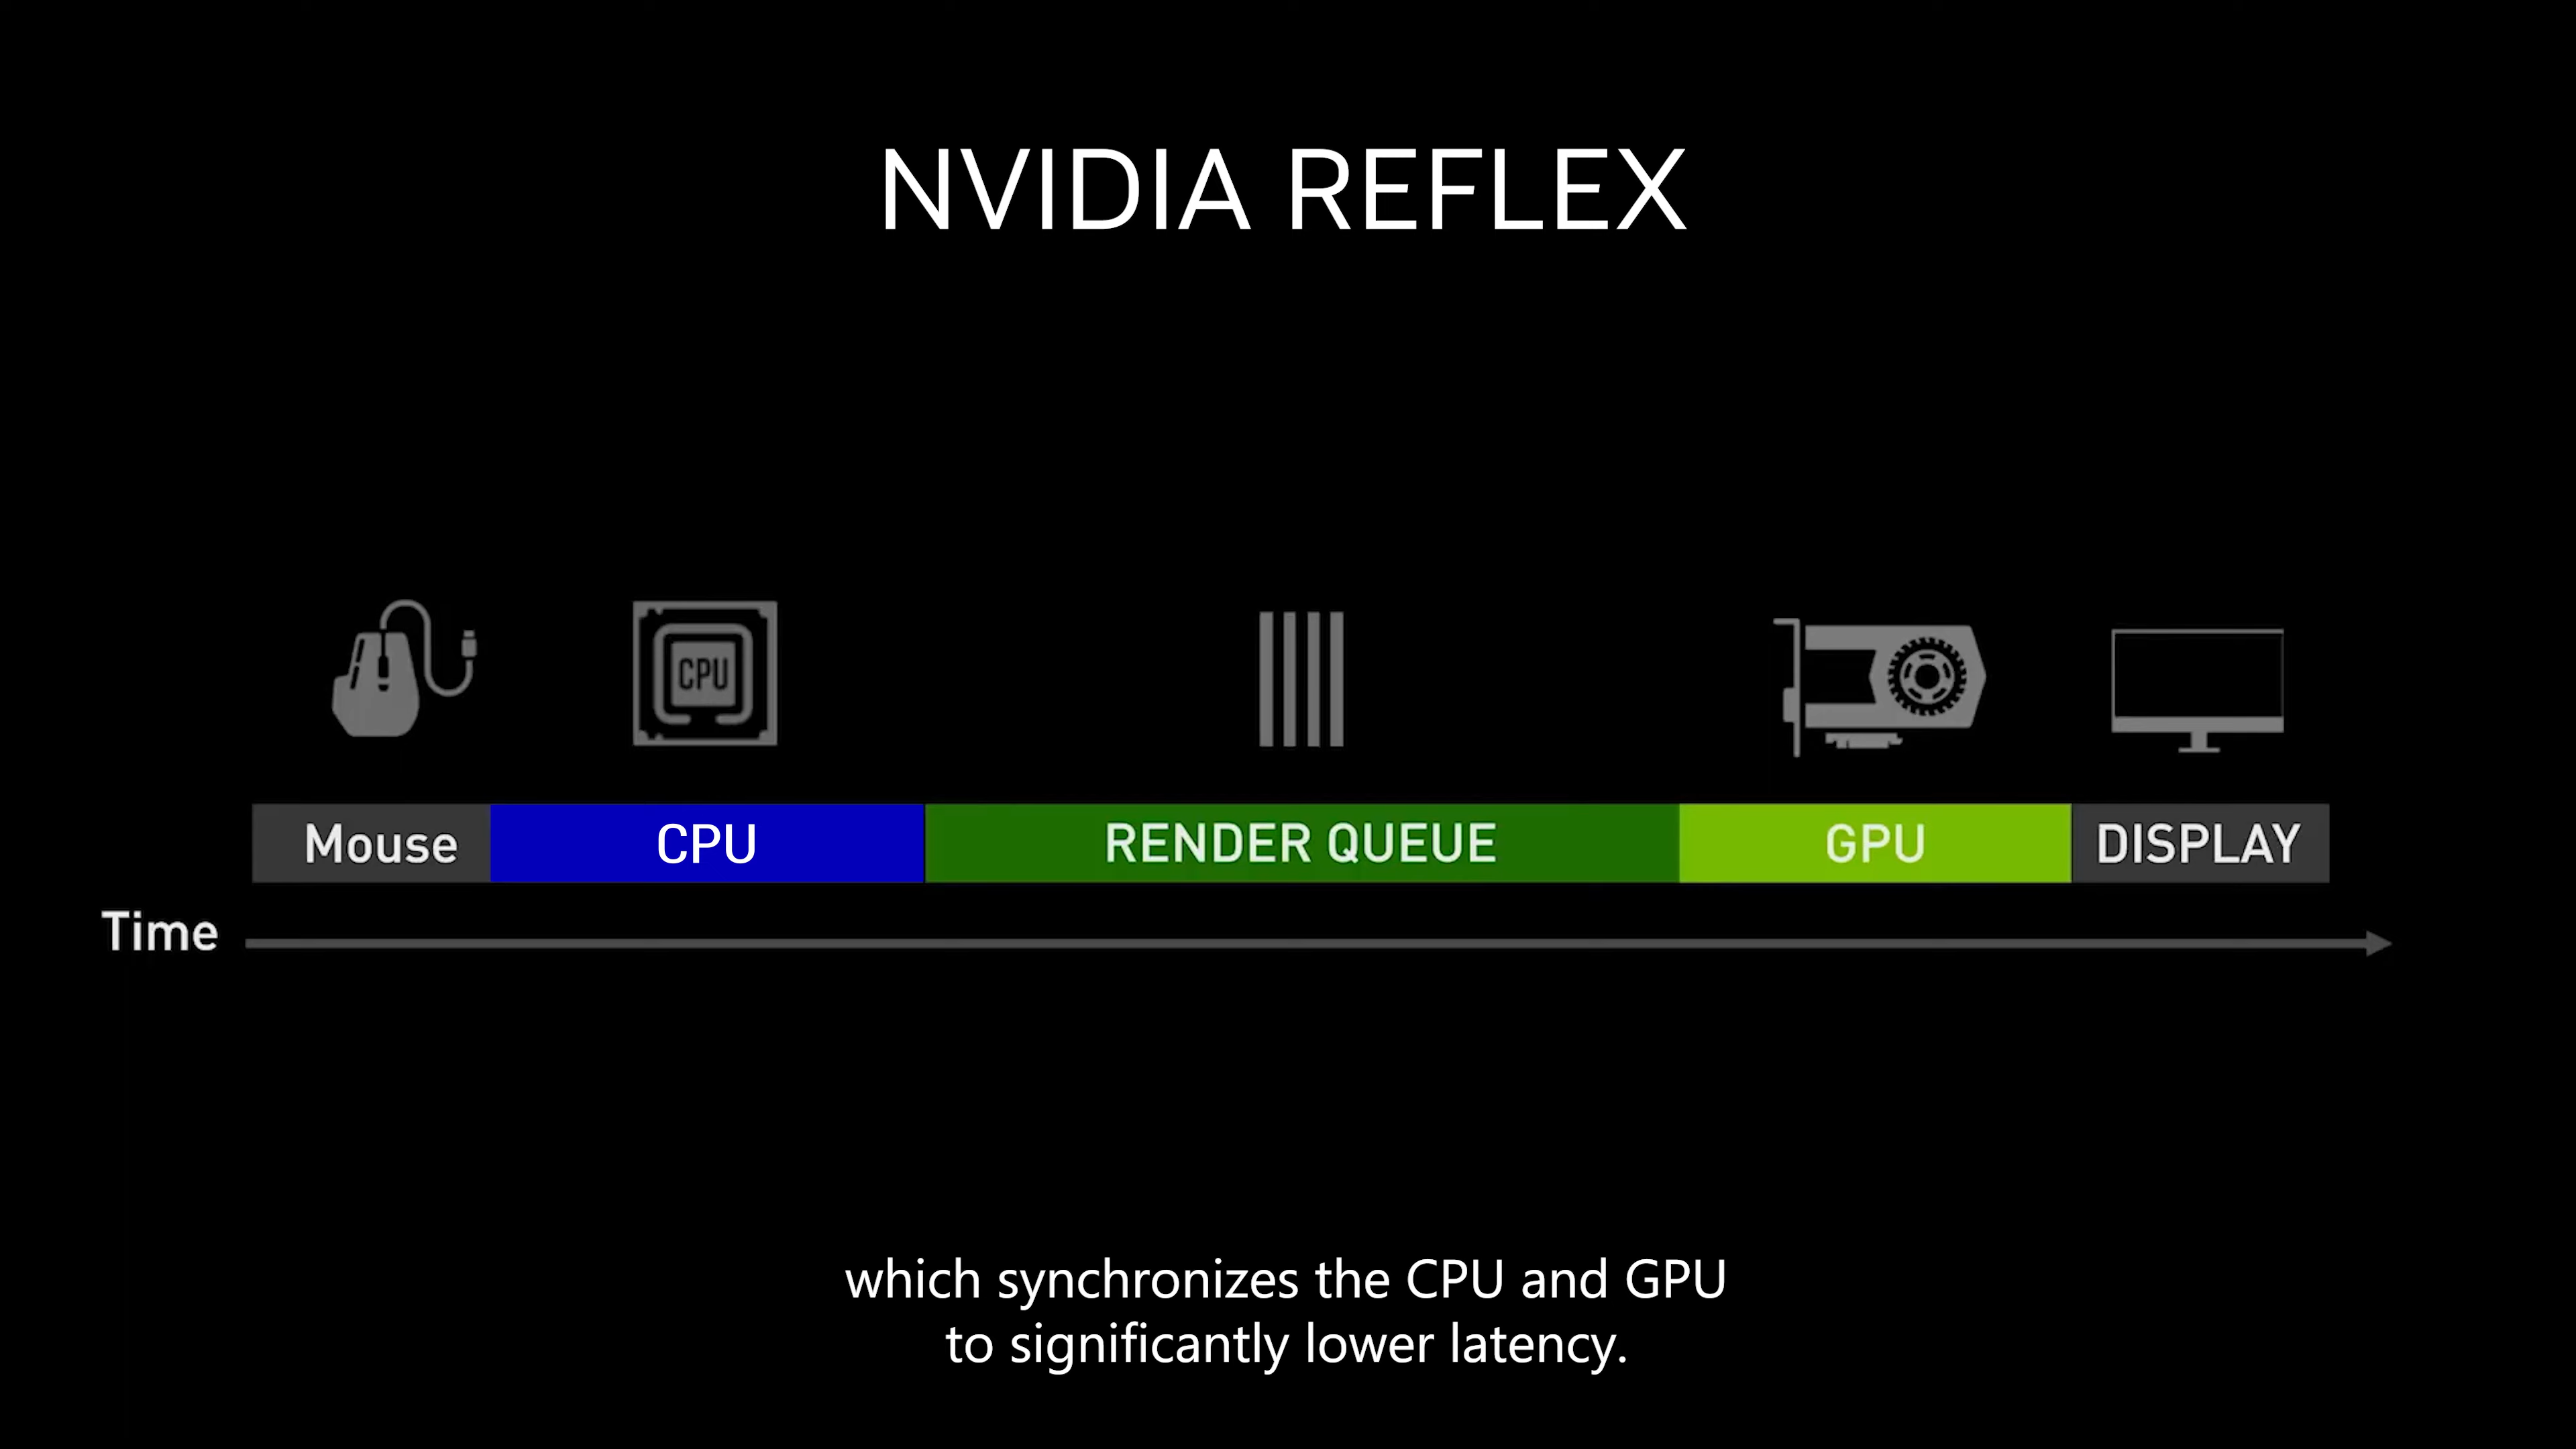 NVIDIA REFLEX
CPU
Mouse CPU RENDER QUEUE GPU DISPLAY
Time
which synchronizes the CPU and GPU
to significantly lower latency.